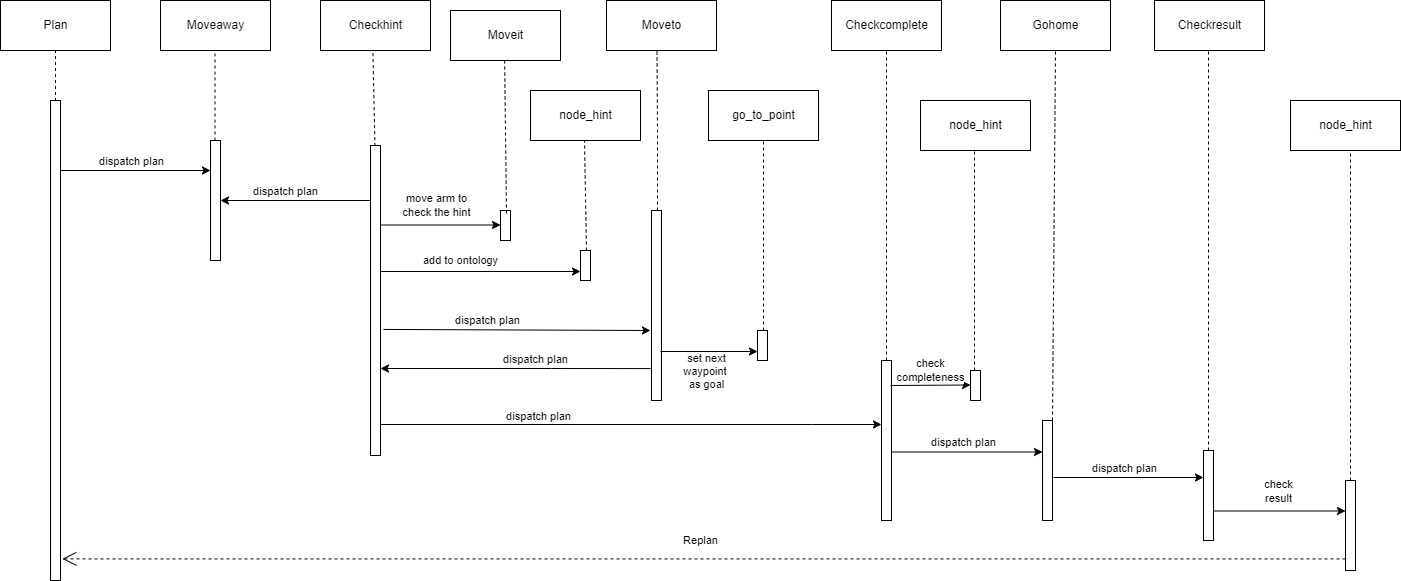 Plan
Moveaway
Checkhint
Moveit
Moveto
Checkcomplete
Gohome
Checkresult
node_hint
go_to_point
node_hint
node_hint
dispatch plan
dispatch plan
move arm to
check the hint
add to ontology
dispatch plan
dispatch plan
set next
waypoint
as goal
check
completeness
dispatch plan
dispatch plan
dispatch plan
check
result
Replan